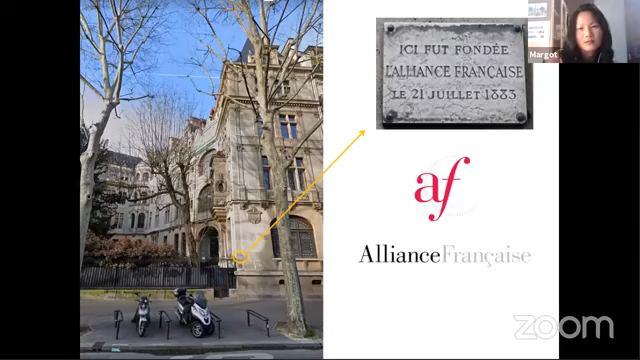 ICI FUT FONDÉE
L'ALLIANCE FRANÇAISE
LE 21 JUILLET 1883
Margot
af
AllianceFrançaise
zoom